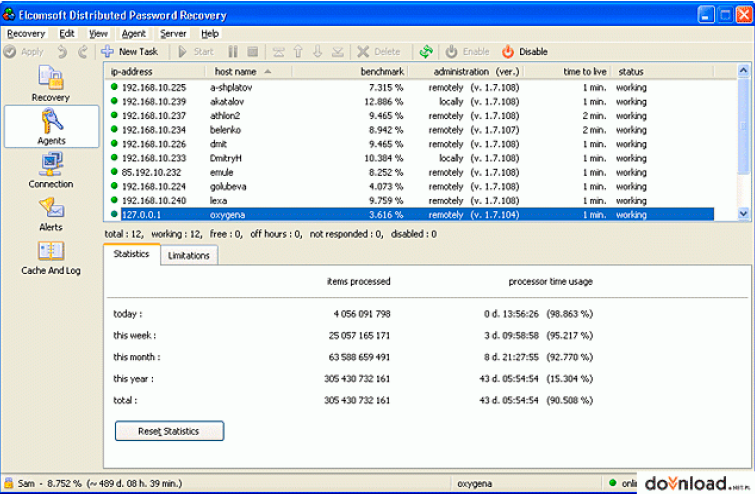 Elcomsoft Distributed Password Recovery
Recovery Edit View Agent Server Help
Apply New Task Start Delete Enable Disable
ip-address host name benchmark administration (ver.) time to live status
Recovery
192.168.10.225 a-shplatov 7.315 % remotely (v. 1.7.108) 1 min. working
192.168.10.239 akatalov 12.886 % locally (v. 1.7.108) 1 min. working
192.168.10.237 athlon2 9.465 % remotely (v. 1.7.108) 2 min. working
192.168.10.234 belenko 8.942 % remotely (v. 1.7.107) 2 min. working
Agents
192.168.10.226 dmit 9.465 % remotely (v. 1.7.108) 1 min. working
192.168.10.233 DmitryH 10.384 % locally (v. 1.7.108) 1 min. working
85.192.10.232 emule 8.252 % remotely (v. 1.7.108) 1 min. working
Connection
192.168.10.224 golubeva 4.073 % remotely (v. 1.7.108) 1 min. working
192.168.10.240 lexa 9.759 % remotely (v. 1.7.108) 1 min. working
127.0.0.1 oxygena 3.616 % remotely (v. 1.7.104) 1 min. working
Alerts
total : 12, working : 12, free : 0, off hours : 0, not responded : 0, disabled : 0
Statistics Limitations
Cache And Log
items processed processor time usage
today : 4 056 091 798 0 d. 13:56:26 (98.863 %)
this week : 25 057 165 171 3 d. 09:58:58 (95.217 %)
this month : 63 588 659 491 8 d. 21:27:55 (92.770 %)
this year : 305 430 732 161 43 d. 05:54:54 (15.304 %)
total : 305 430 732 161 43 d. 05:54:54 (90.508 %)
Reset Statistics
Sam - 8.752 % (~ 489 d. 08 h. 39 min.) oxygena
download.NET.PL